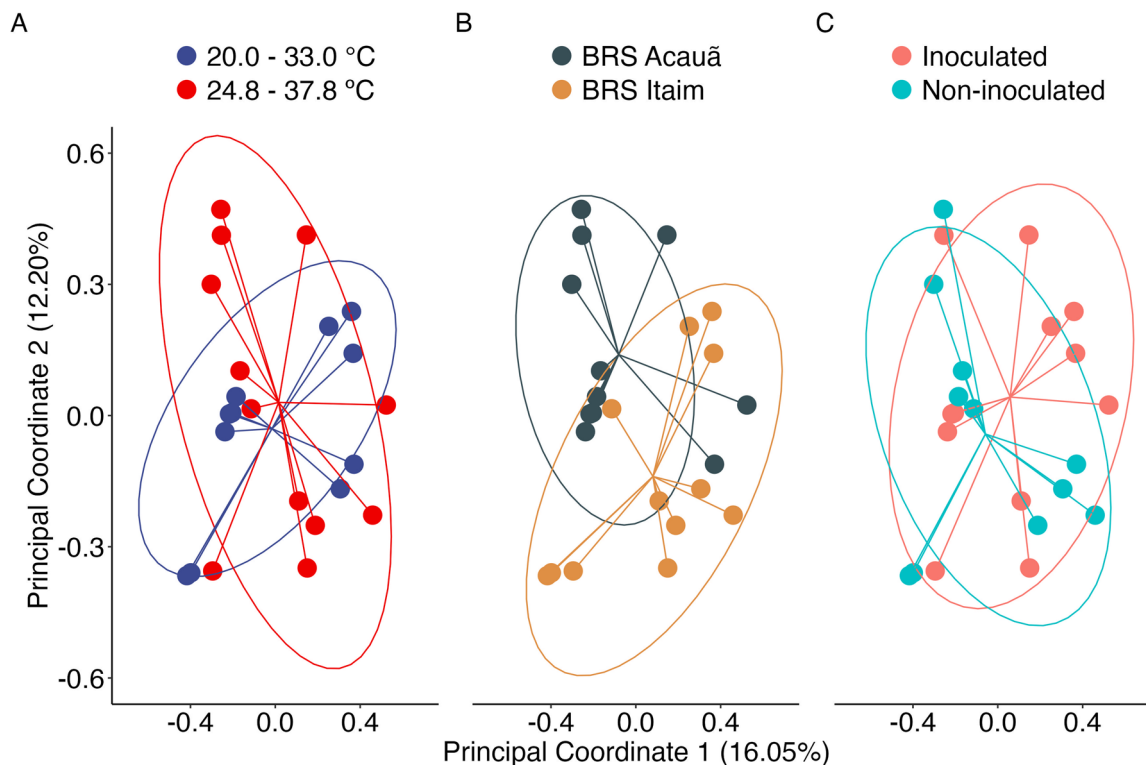 A
20.0 - 33.0 °C
24.8 - 37.8 ºC
B
BRS Acauã
BRS Itaim
C
Inoculated
Non-inoculated
Principal Coordinate 2 (12.20%)
0.6
0.3
0.0
-0.3
-0.6
-0.4 0.0 0.4
-0.4 0.0 0.4
-0.4 0.0 0.4
Principal Coordinate 1 (16.05%)